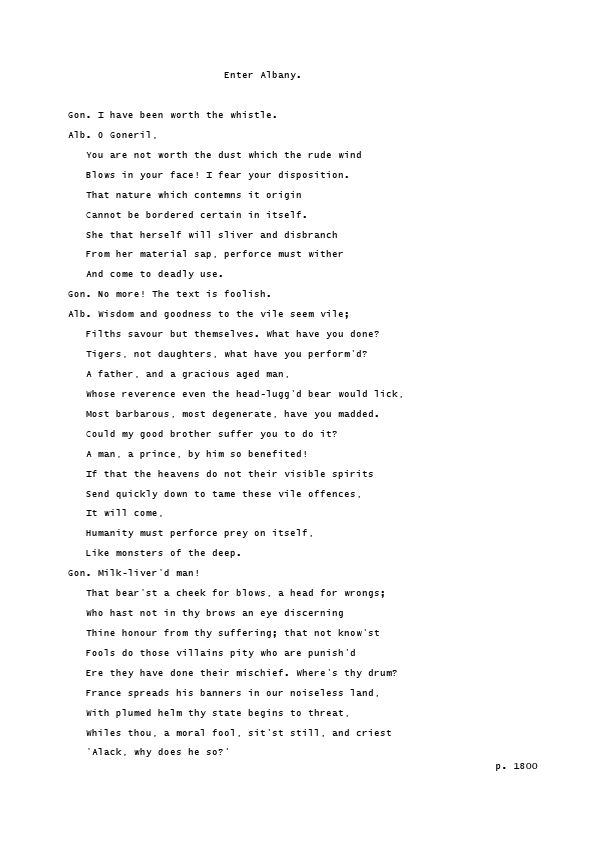 Enter Albany.
Gon. I have been worth the whistle.
Alb. O Goneril,
You are not worth the dust which the rude wind
Blows in your face! I fear your disposition.
That nature which contemns it origin
Cannot be bordered certain in itself.
She that herself will sliver and disbranch
From her material sap, perforce must wither
And come to deadly use.
Gon. No more! The text is foolish.
Alb. Wisdom and goodness to the vile seem vile;
Filths savour but themselves. What have you done?
Tigers, not daughters, what have you perform'd?
A father, and a gracious aged man,
Whose reverence even the head-lugg'd bear would lick,
Most barbarous, most degenerate, have you madded.
Could my good brother suffer you to do it?
A man, a prince, by him so benefited!
If that the heavens do not their visible spirits
Send quickly down to tame these vile offences,
It will come,
Humanity must perforce prey on itself,
Like monsters of the deep.
Gon. Milk-liver'd man!
That bear'st a cheek for blows, a head for wrongs;
Who hast not in thy brows an eye discerning
Thine honour from thy suffering; that not know'st
Fools do those villains pity who are punish'd
Ere they have done their mischief. Where's thy drum?
France spreads his banners in our noiseless land,
With plumed helm thy state begins to threat,
Whiles thou, a moral fool, sit'st still, and criest
'Alack, why does he so?'
p. 1800